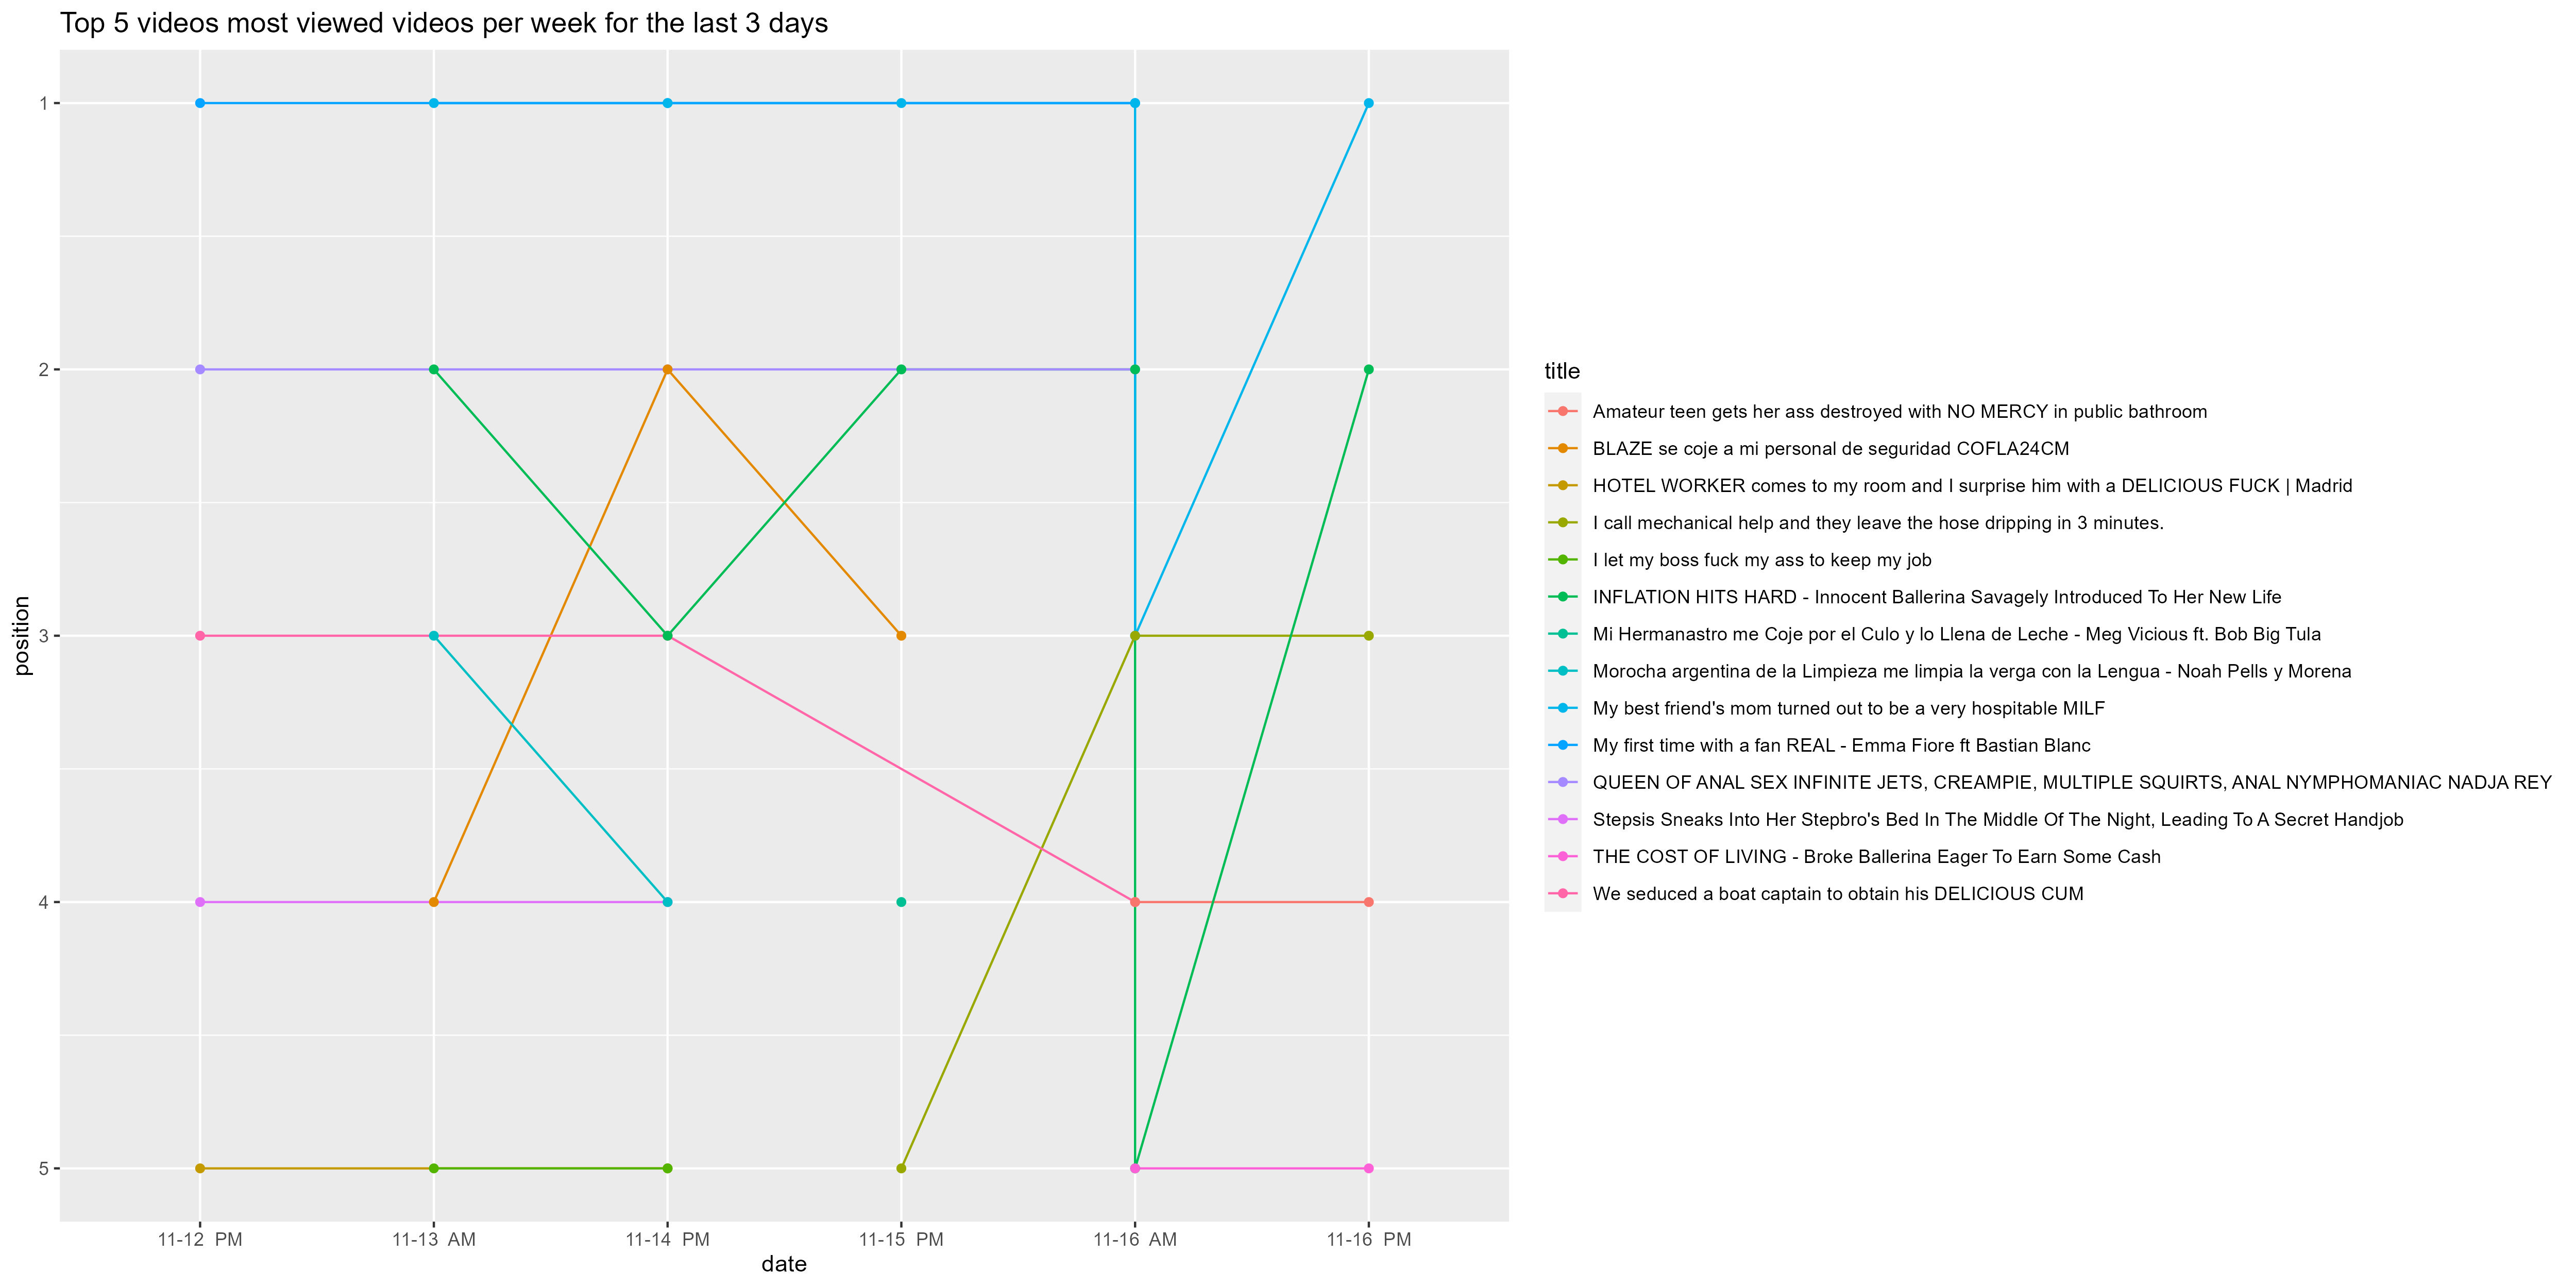 Top 5 videos most viewed videos per week for the last 3 days
1
2
3
4
5
position
11-12 PM
11-13 AM
11-14 PM
11-15 PM
11-16 AM
11-16 PM
date
title
Amateur teen gets her ass destroyed with NO MERCY in public bathroom
BLAZE se coje a mi personal de seguridad COFLA24CM
HOTEL WORKER comes to my room and I surprise him with a DELICIOUS FUCK | Madrid
I call mechanical help and they leave the hose dripping in 3 minutes.
I let my boss fuck my ass to keep my job
INFLATION HITS HARD - Innocent Ballerina Savagely Introduced To Her New Life
Mi Hermanastro me Coje por el Culo y lo Llena de Leche - Meg Vicious ft. Bob Big Tula
Morocha argentina de la Limpieza me limpia la verga con la Lengua - Noah Pells y Morena
My best friend's mom turned out to be a very hospitable MILF
My first time with a fan REAL - Emma Fiore ft Bastian Blanc
QUEEN OF ANAL SEX INFINITE JETS, CREAMPIE, MULTIPLE SQUIRTS, ANAL NYMPHOMANIAC NADJA REY
Stepsis Sneaks Into Her Stepbro's Bed In The Middle Of The Night, Leading To A Secret Handjob
THE COST OF LIVING - Broke Ballerina Eager To Earn Some Cash
We seduced a boat captain to obtain his DELICIOUS CUM